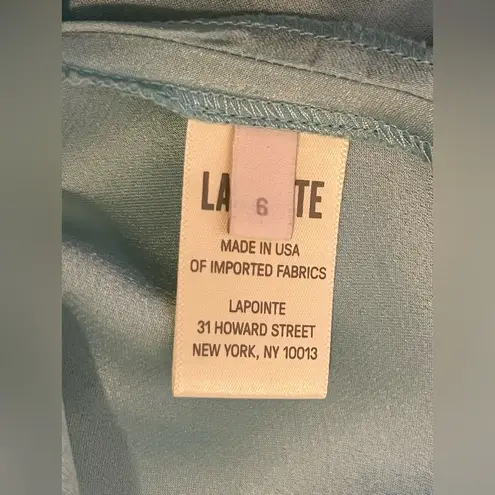 LA TE
6
MADE IN USA
OF IMPORTED FABRICS
LAPOINTE
31 HOWARD STREET
NEW YORK, NY 10013